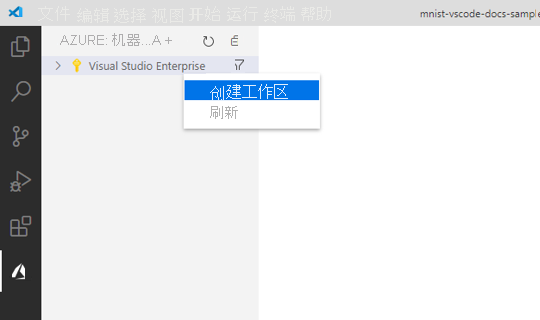 文件 编辑 选择 视图 开始 运行 终端 帮助
mnist-vscode-docs-sample
AZURE: 机器...A +
Visual Studio Enterprise
创建工作区
刷新